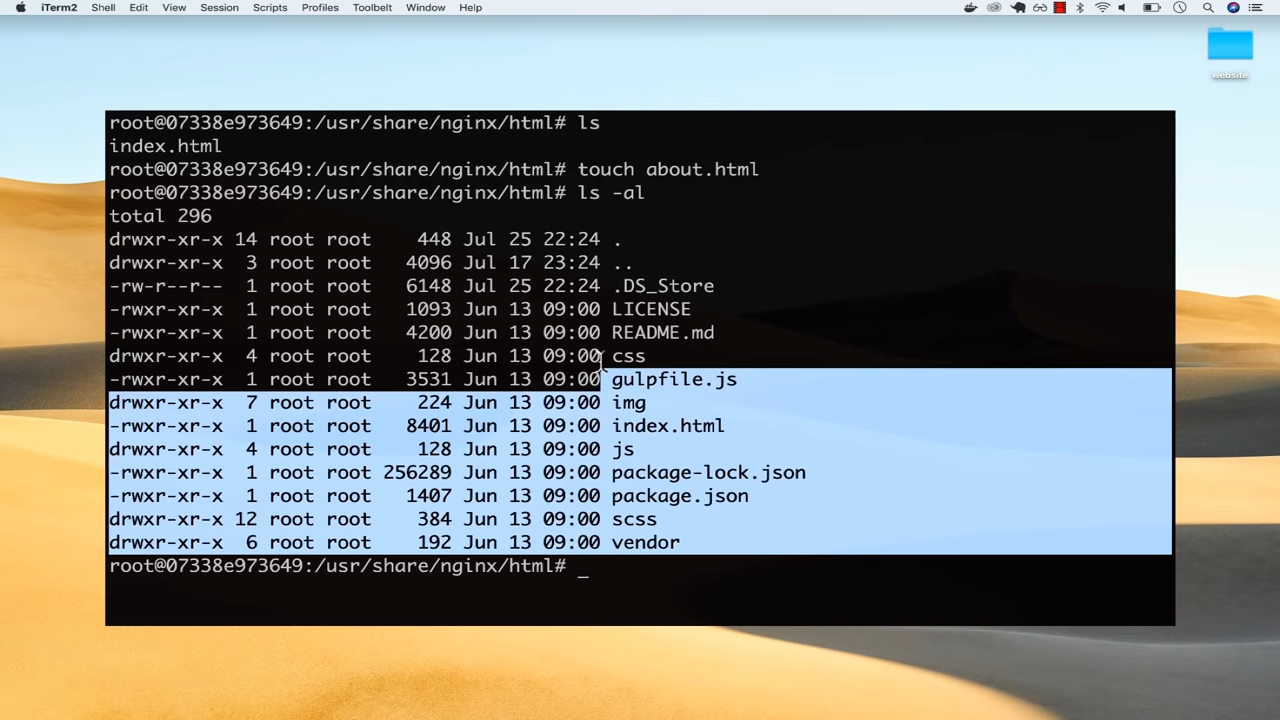 iTerm2 Shell Edit View Session Scripts Profiles Toolbelt Window Help
website
root@07338e973649:/usr/share/nginx/html# ls
index.html
root@07338e973649:/usr/share/nginx/html# touch about.html
root@07338e973649:/usr/share/nginx/html# ls -al
total 296
drwxr-xr-x 14 root root    448 Jul 25 22:24 .
drwxr-xr-x  3 root root   4096 Jul 17 23:24 ..
-rw-r--r--  1 root root   6148 Jul 25 22:24 .DS_Store
-rwxr-xr-x  1 root root   1093 Jun 13 09:00 LICENSE
-rwxr-xr-x  1 root root   4200 Jun 13 09:00 README.md
drwxr-xr-x  4 root root    128 Jun 13 09:00 css
-rwxr-xr-x  1 root root   3531 Jun 13 09:00 gulpfile.js
drwxr-xr-x  7 root root    224 Jun 13 09:00 img
-rwxr-xr-x  1 root root   8401 Jun 13 09:00 index.html
drwxr-xr-x  4 root root    128 Jun 13 09:00 js
-rwxr-xr-x  1 root root 256289 Jun 13 09:00 package-lock.json
-rwxr-xr-x  1 root root   1407 Jun 13 09:00 package.json
drwxr-xr-x 12 root root    384 Jun 13 09:00 scss
drwxr-xr-x  6 root root    192 Jun 13 09:00 vendor
root@07338e973649:/usr/share/nginx/html# _